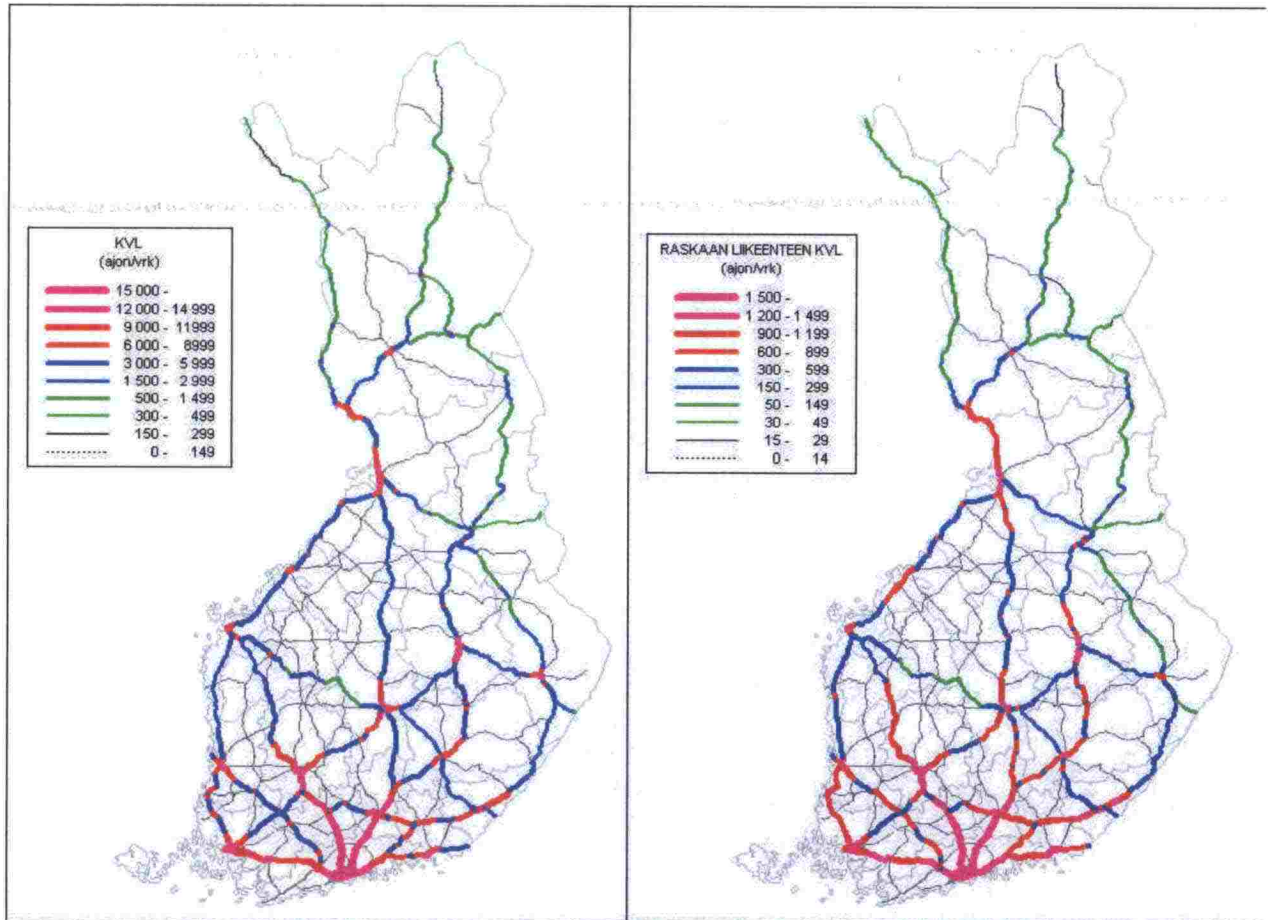 KVL
(ajon/vrk)
15 000 -
12 000 - 14 999
9 000 - 11999
6 000 - 8999
3 000 - 5 999
1 500 - 2 999
500 - 1 499
300 - 499
150 - 299
0 - 149
RASKAAN LIIKEENTEEN KVL
(ajon/vrk)
1 500 -
1 200 - 1 499
900 - 1 199
600 - 899
300 - 599
150 - 299
50 - 149
30 - 49
15 - 29
0 - 14